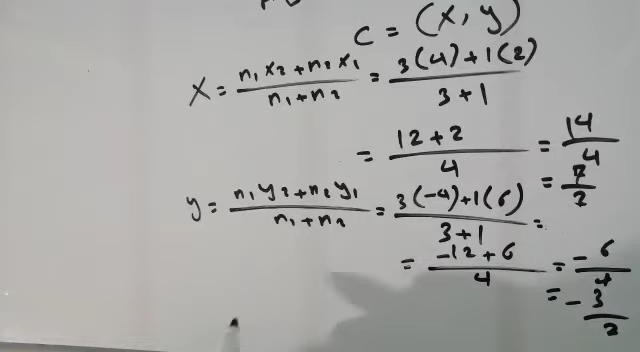 C = (x, y)
x = n₁x₂+n₂x₁/n₁+n₂ = 3(4)+1(2)/3+1
= 12+2/4 = 14/4
= 7/2
y = n₁y₂+n₂y₁/n₁+n₂ = 3(-4)+1(6)/3+1 =
= -12+6/4 = -6/4
= -3/2